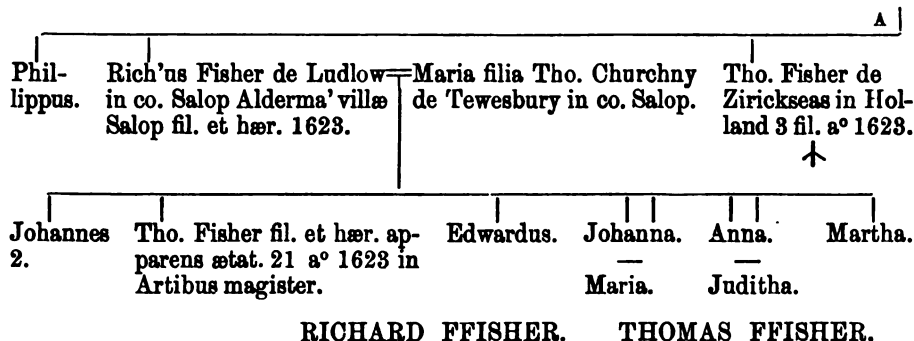 A
Phil-
lippus.
Rich'us Fisher de Ludlow
in co. Salop Alderma' villæ
Salop fil. et hær. 1623.
Maria filia Tho. Churchny
de Tewesbury in co. Salop.
Tho. Fisher de
Zirickseas in Hol-
land 3 fil. aº 1623.
Johannes
2.
Tho. Fisher fil. et hær. ap-
parens ætat. 21 aº 1623 in
Artibus magister.
Edwardus.
Johanna.
Maria.
Anna.
Juditha.
Martha.
RICHARD FFISHER. THOMAS FFISHER.